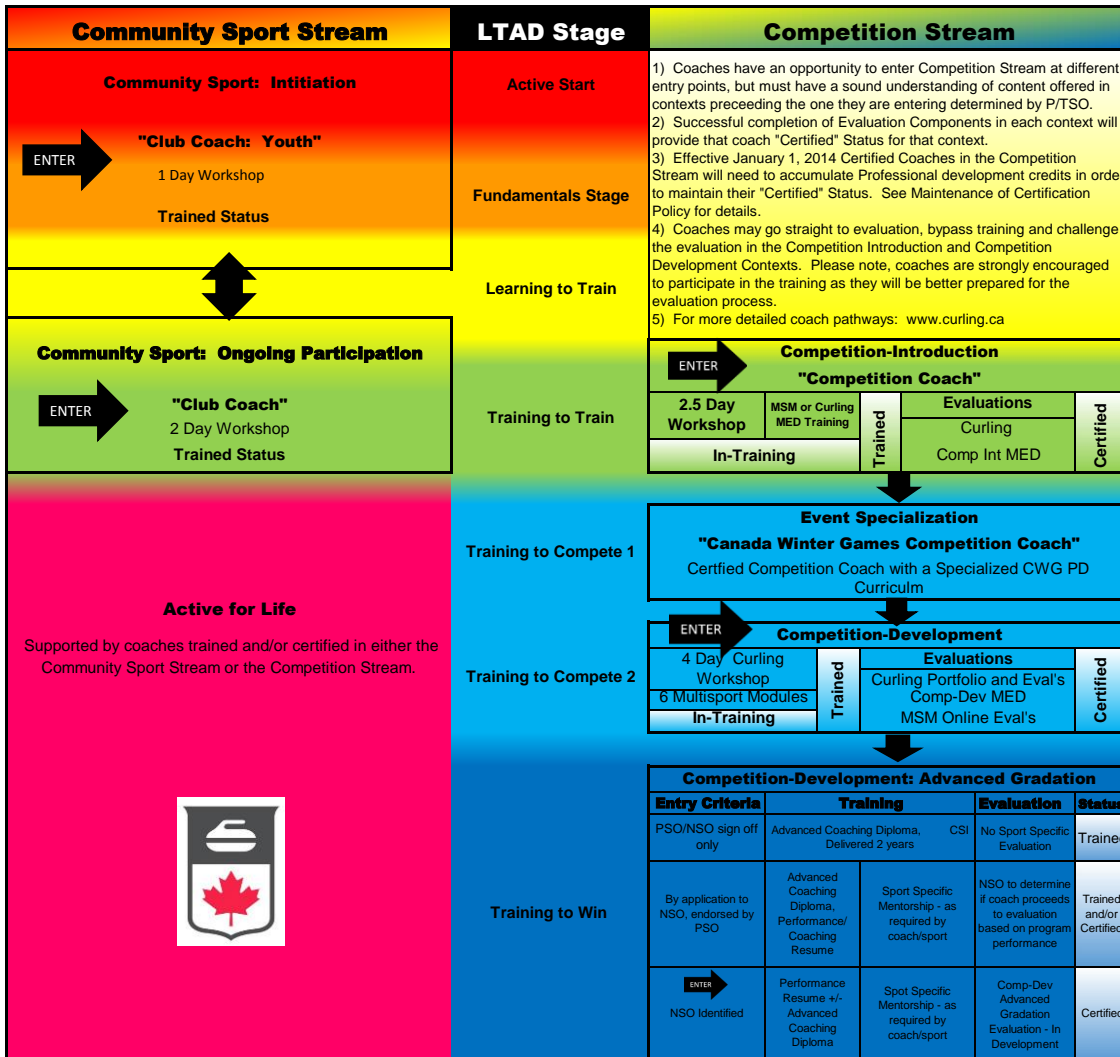 Community Sport Stream
LTAD Stage
Competition Stream
Community Sport: Intitiation
ENTER
"Club Coach: Youth"
1 Day Workshop
Trained Status
Community Sport: Ongoing Participation
ENTER
"Club Coach"
2 Day Workshop
Trained Status
Active for Life
Supported by coaches trained and/or certified in either the
Community Sport Stream or the Competition Stream.
Active Start
Fundamentals Stage
Learning to Train
Training to Train
Training to Compete 1
Training to Compete 2
Training to Win
1) Coaches have an opportunity to enter Competition Stream at different
entry points, but must have a sound understanding of content offered in
contexts preceeding the one they are entering determined by P/TSO.
2) Successful completion of Evaluation Components in each context will
provide that coach "Certified" Status for that context.
3) Effective January 1, 2014 Certified Coaches in the Competition
Stream will need to accumulate Professional development credits in orde
to maintain their "Certified" Status. See Maintenance of Certification
Policy for details.
4) Coaches may go straight to evaluation, bypass training and challenge
the evaluation in the Competition Introduction and Competition
Development Contexts. Please note, coaches are strongly encouraged
to participate in the training as they will be better prepared for the
evaluation process.
5) For more detailed coach pathways: www.curling.ca
ENTER
Competition-Introduction
"Competition Coach"
2.5 Day
Workshop
MSM or Curling
MED Training
In-Training
Trained
Evaluations
Curling
Comp Int MED
Certified
Event Specialization
"Canada Winter Games Competition Coach"
Certfied Competition Coach with a Specialized CWG PD
Curriculm
ENTER
Competition-Development
4 Day Curling
Workshop
6 Multisport Modules
In-Training
Trained
Evaluations
Curling Portfolio and Eval's
Comp-Dev MED
MSM Online Eval's
Certified
Competition-Development: Advanced Gradation
Entry Criteria
Training
Evaluation
Status
PSO/NSO sign off
only
Advanced Coaching Diploma, CSI
Delivered 2 years
No Sport Specific
Evaluation
Trained
By application to
NSO, endorsed by
PSO
Advanced
Coaching
Diploma,
Performance/
Coaching
Resume
Sport Specific
Mentorship - as
required by
coach/sport
NSO to determine
if coach proceeds
to evaluation
based on program
performance
Trained
and/or
Certified
ENTER
NSO Identified
Performance
Resume +/-
Advanced
Coaching
Diploma
Spot Specific
Mentorship - as
required by
coach/sport
Comp-Dev
Advanced
Gradation
Evaluation - In
Development
Certified